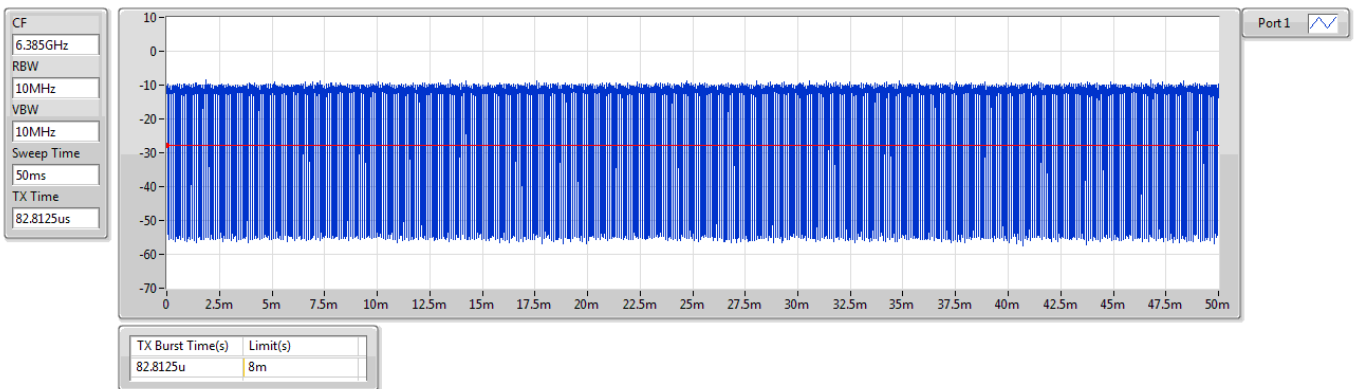 CF
6.385GHz
RBW
10MHz
VBW
10MHz
Sweep Time
50ms
TX Time
82.8125us
10
0
-10
-20
-30
-40
-50
-60
-70
0 2.5m 5m 7.5m 10m 12.5m 15m 17.5m 20m 22.5m 25m 27.5m 30m 32.5m 35m 37.5m 40m 42.5m 45m 47.5m 50m
Port 1
TX Burst Time(s) Limit(s)
82.8125u 8m